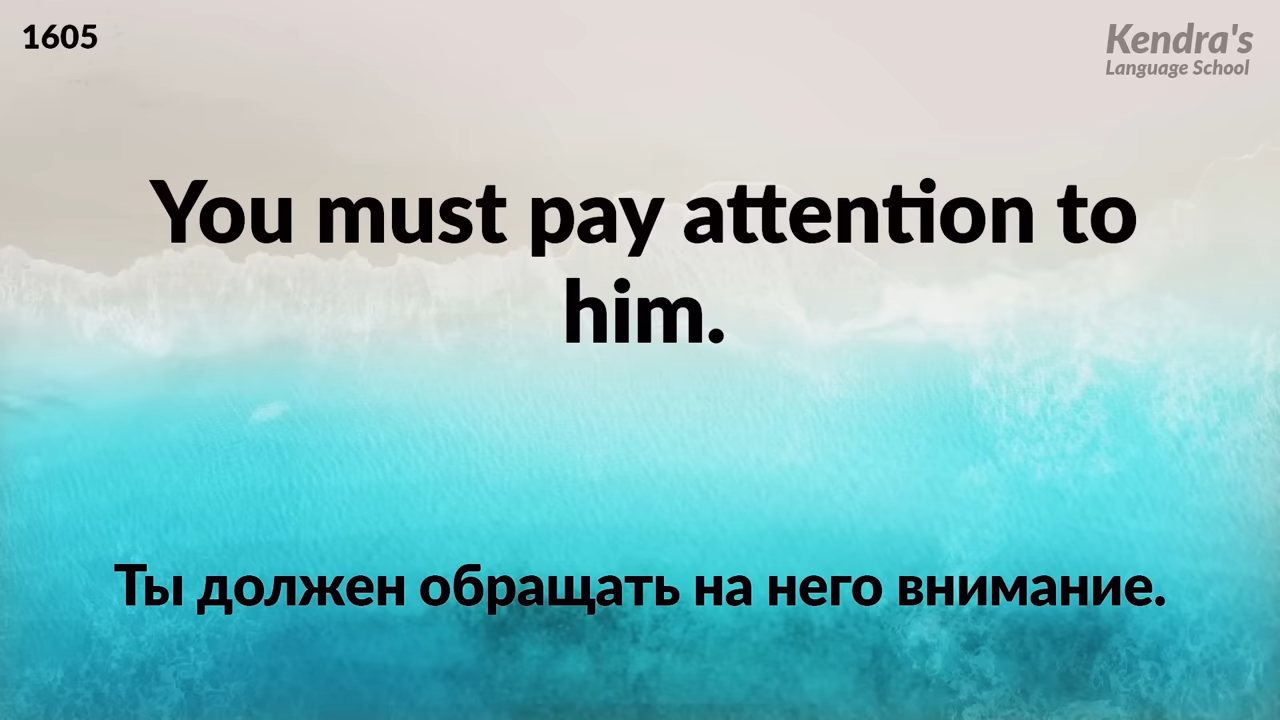 1605
Kendra's
Language School
You must pay attention to
him.
Ты должен обращать на него внимание.